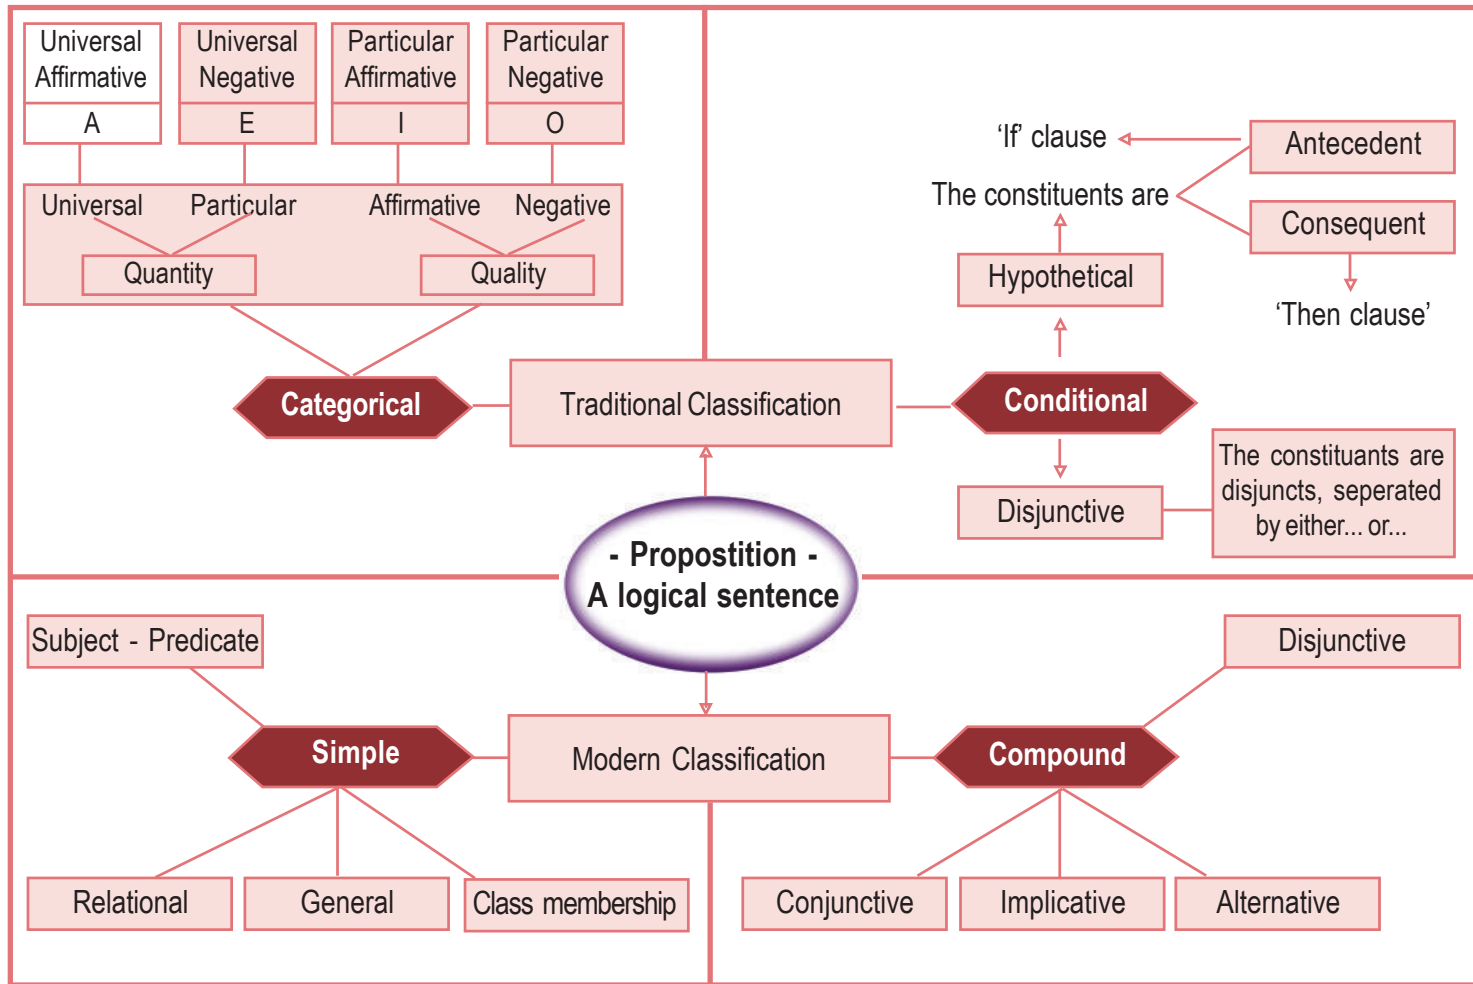 Universal
Affirmative
A
Universal
Negative
E
Particular
Affirmative
I
Particular
Negative
O
Universal
Particular
Affirmative
Negative
Quantity
Quality
Categorical
Traditional Classification
Conditional
Hypothetical
The constituents are
'If' clause
Antecedent
Consequent
'Then clause'
Disjunctive
The constituants are
disjuncts, seperated
by either... or...
- Propostition -
A logical sentence
Subject - Predicate
Simple
Modern Classification
Compound
Disjunctive
Relational
General
Class membership
Conjunctive
Implicative
Alternative